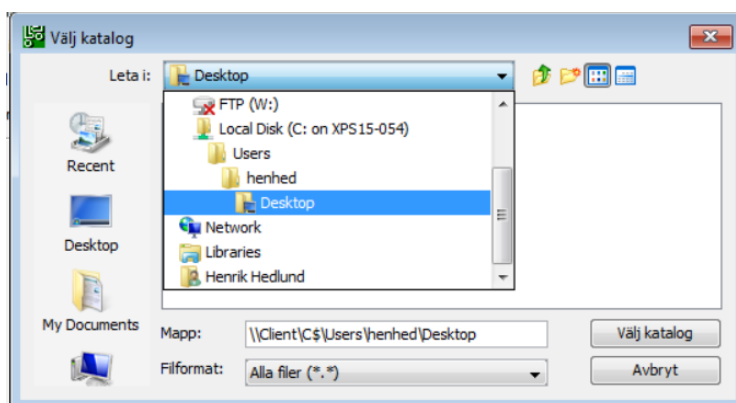 Välj katalog
Leta i:
Desktop
FTP (W:)
Local Disk (C: on XPS15-054)
Users
henhed
Desktop
Network
Libraries
Henrik Hedlund
Recent
Desktop
My Documents
Mapp:
\\Client\C$\Users\henhed\Desktop
Välj katalog
Filformat:
Alla filer (*.*)
Avbryt